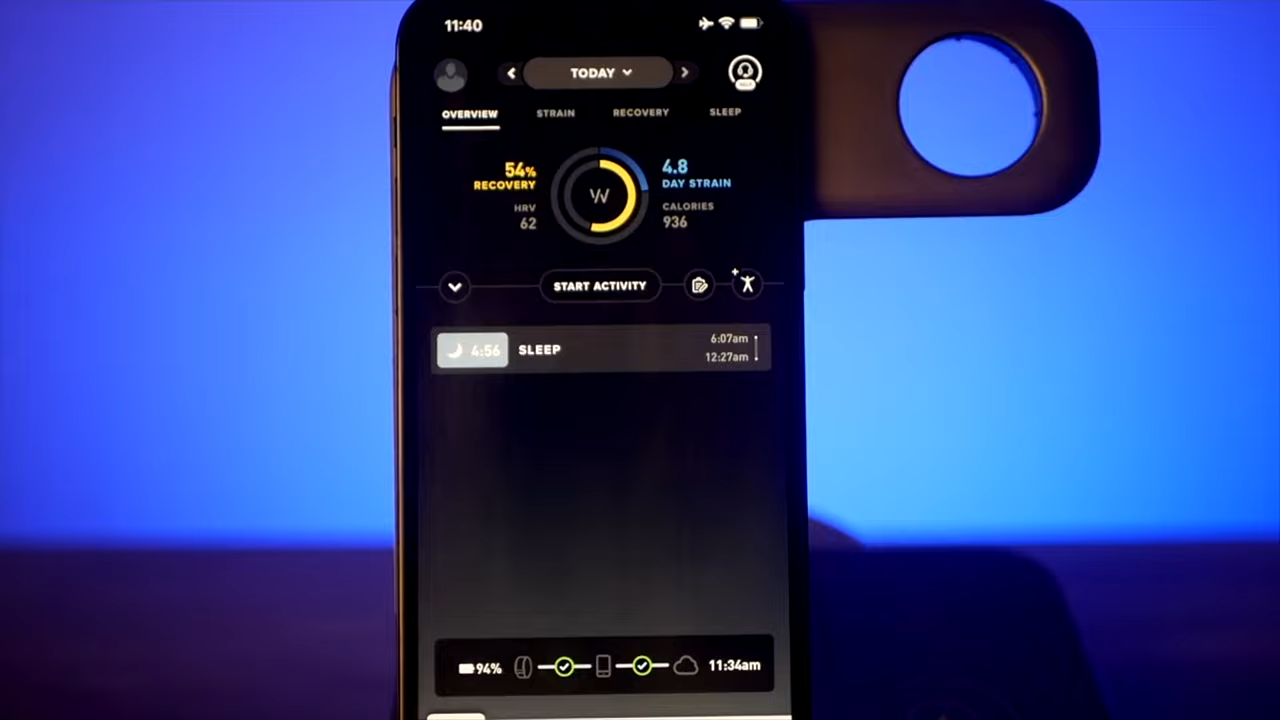 11:40
TODAY
OVERVIEW STRAIN RECOVERY SLEEP
54%
RECOVERY
HRV
62
W
4.8
DAY STRAIN
CALORIES
936
START ACTIVITY
4:56 SLEEP
6:07am
12:27am
94%
11:34am